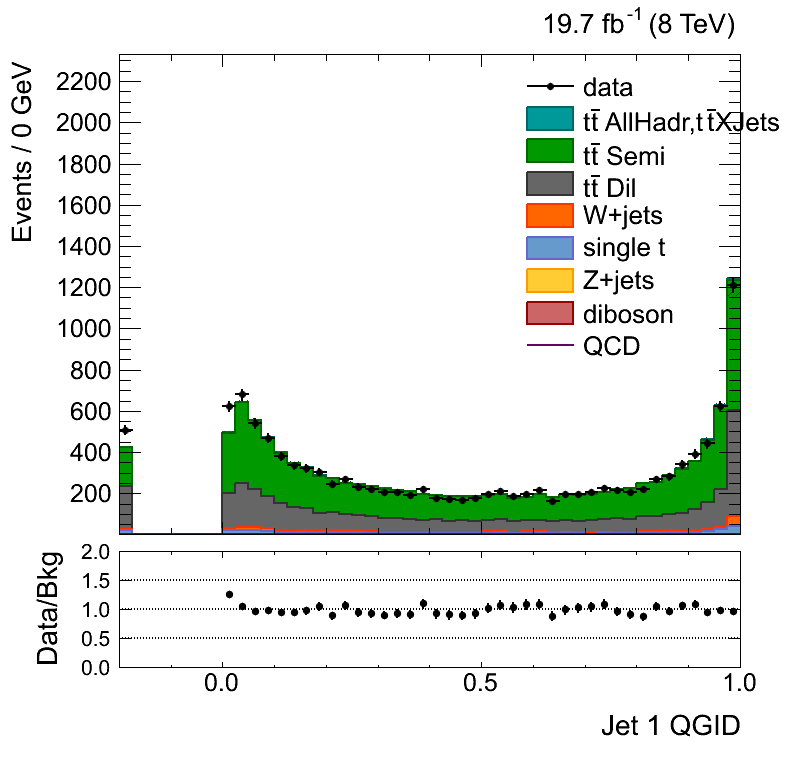 19.7 fb⁻¹ (8 TeV)
Events / 0 GeV
2200
2000
1800
1600
1400
1200
1000
800
600
400
200
data
tt̄ AllHadr,tt̄XJets
tt̄ Semi
tt̄ Dil
W+jets
single t
Z+jets
diboson
QCD
Data/Bkg
2.0
1.5
1.0
0.5
0.0
0.0 0.5 1.0
Jet 1 QGID